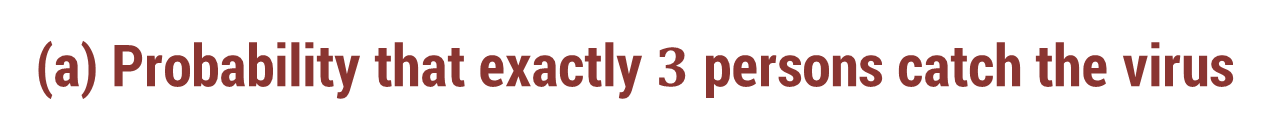 (a) Probability that exactly 3 persons catch the virus